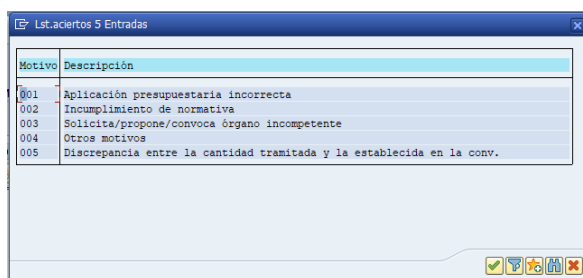 Lst.aciertos 5 Entradas
Motivo Descripción
001 Aplicación presupuestaria incorrecta
002 Incumplimiento de normativa
003 Solicita/propone/convoca órgano incompetente
004 Otros motivos
005 Discrepancia entre la cantidad tramitada y la establecida en la conv.